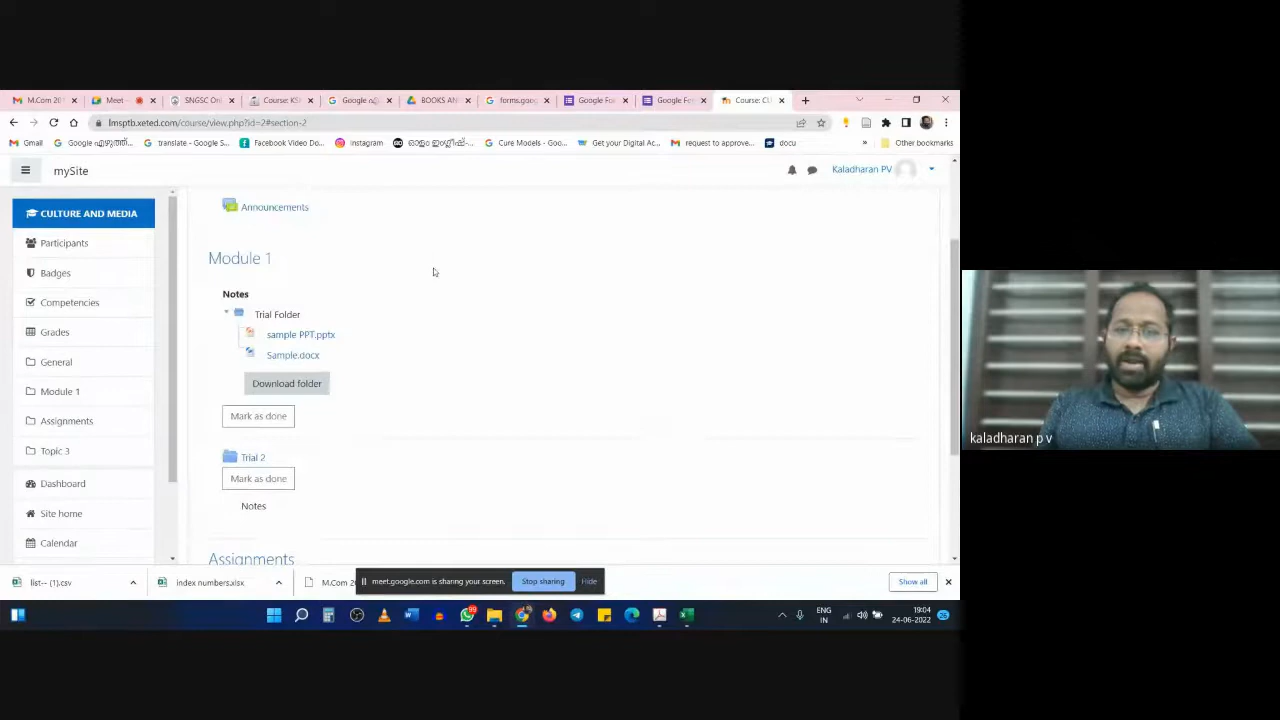 M.Com 20
Meet
SNGSC On
Course: KS
Google എ
BOOKS AN
forms.goog
Google Fo
Google For
Course: CU
lmsptb.xeted.com/course/view.php?id=2#section-2
Gmail
Google എഴുത്ത്...
translate - Google S...
Facebook Video Do...
Instagram
ഓളം ഇംഗ്ലീഷ്-...
Cure Models - Goo...
Get your Digital Ac...
request to approve...
docu
»
Other bookmarks
mySite
Kaladharan PV
CULTURE AND MEDIA
Participants
Badges
Competencies
Grades
General
Module 1
Assignments
Topic 3
Dashboard
Site home
Calendar
Announcements
Module 1
Notes
Trial Folder
sample PPT.pptx
Sample.docx
Download folder
Mark as done
Trial 2
Mark as done
Notes
Assignments
kaladharan p v
list-- (1).csv
index numbers.xlsx
M.Com 20
meet.google.com is sharing your screen.
Stop sharing
Hide
Show all
99
ENG
IN
19:04
24-06-2022